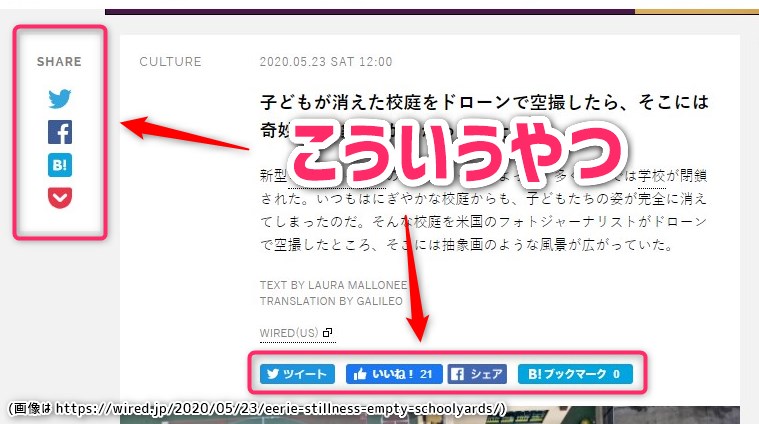 SHARE
CULTURE
2020.05.23 SAT 12:00
子どもが消えた校庭をドローンで空撮したら、そこには
奇妙
こういうやつ
新型 は学校が閉鎖
された。いつもはにぎやかな校庭からも、子どもたちの姿が完全に消え
てしまったのだ。そんな校庭を米国のフォトジャーナリストがドローン
で空撮したところ、そこには抽象画のような風景が広がっていた。
TEXT BY LAURA MALLONEE
TRANSLATION BY GALILEO
WIRED(US)
B!
ツイート いいね! 21 シェア B!ブックマーク 0
(画像は https://wired.jp/2020/05/23/eerie-stillness-empty-schoolyards/)